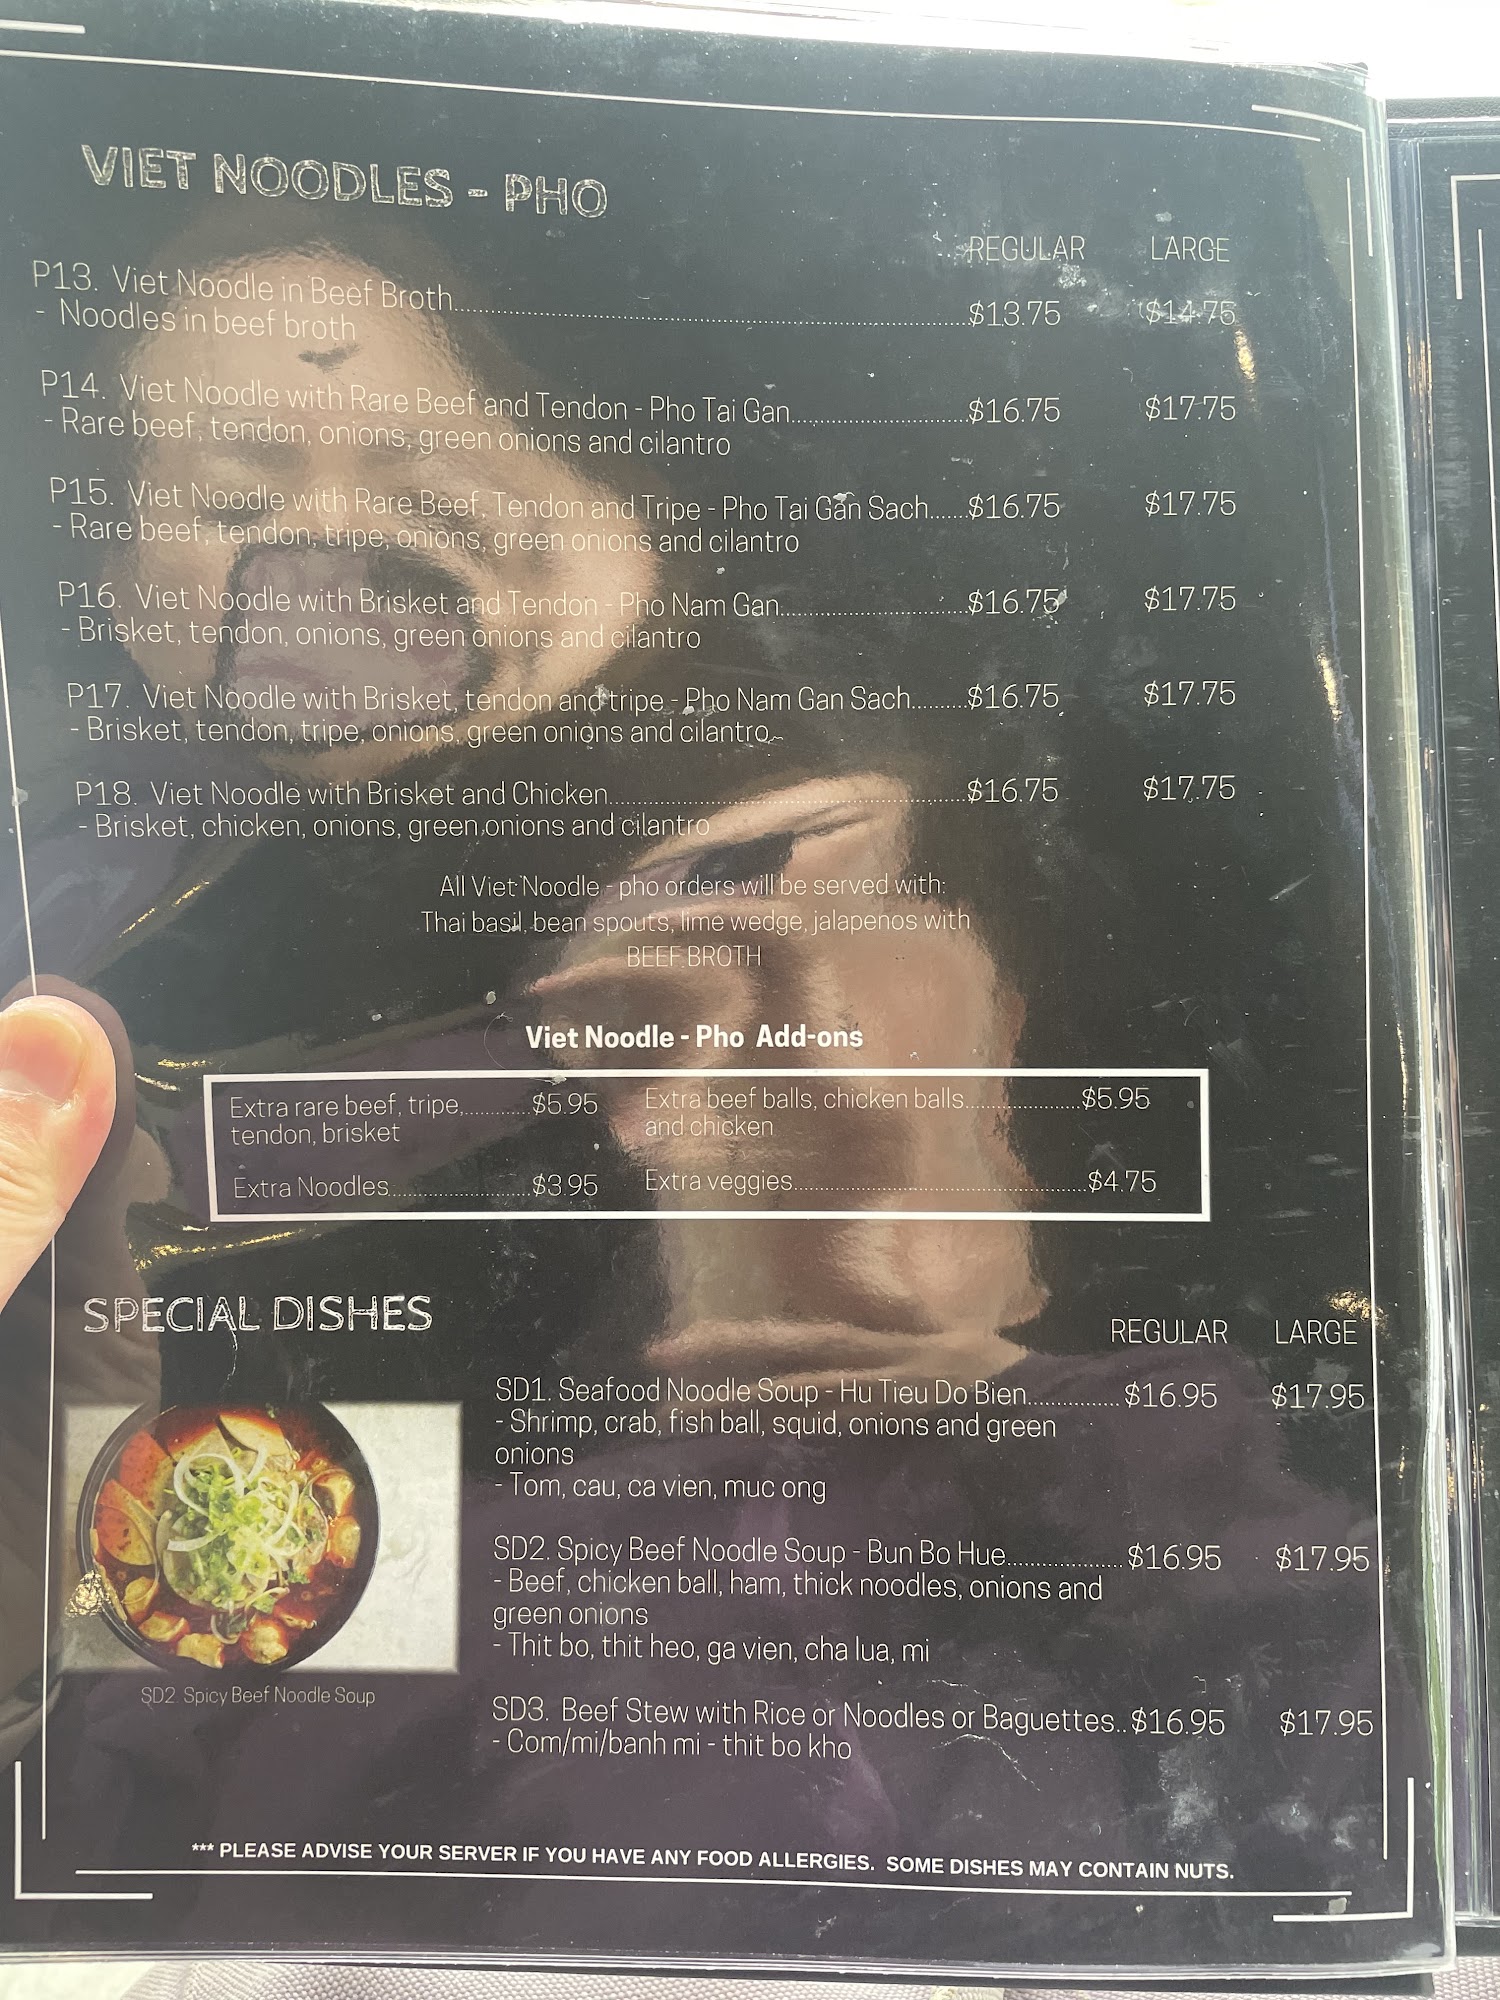 VIET NOODLES - PHO
REGULAR LARGE
P13. Viet Noodle in Beef Broth.......... $13.75 $14.75
- Noodles in beef broth
P14. Viet Noodle with Rare Beef and Tendon - Pho Tai Gan.......... $16.75 $17.75
- Rare beef, tendon, onions, green onions and cilantro
P15. Viet Noodle with Rare Beef, Tendon and Tripe - Pho Tai Gan Sach...... $16.75 $17.75
- Rare beef, tendon, tripe, onions, green onions and cilantro
P16. Viet Noodle with Brisket and Tendon - Pho Nam Gan.......... $16.75 $17.75
- Brisket, tendon, onions, green onions and cilantro
P17. Viet Noodle with Brisket, tendon and tripe - Pho Nam Gan Sach......... $16.75 $17.75
- Brisket, tendon, tripe, onions, green onions and cilantro
P18. Viet Noodle with Brisket and Chicken.......... $16.75 $17.75
- Brisket, chicken, onions, green onions and cilantro
All Viet Noodle - pho orders will be served with:
Thai basil, bean spouts, lime wedge, jalapenos with
BEEF BROTH
Viet Noodle - Pho Add-ons
Extra rare beef, tripe,.......... $5.95
tendon, brisket
Extra Noodles.......... $3.95
Extra beef balls, chicken balls.......... $5.95
and chicken
Extra veggies.......... $4.75
SPECIAL DISHES
REGULAR LARGE
SD1. Seafood Noodle Soup - Hu Tieu Do Bien.......... $16.95 $17.95
- Shrimp, crab, fish ball, squid, onions and green
onions
- Tom, cau, ca vien, muc ong
SD2. Spicy Beef Noodle Soup - Bun Bo Hue.......... $16.95 $17.95
- Beef, chicken ball, ham, thick noodles, onions and
green onions
- Thit bo, thit heo, ga vien, cha lua, mi
SD2. Spicy Beef Noodle Soup
SD3. Beef Stew with Rice or Noodles or Baguettes.. $16.95 $17.95
- Com/mi/banh mi - thit bo kho
*** PLEASE ADVISE YOUR SERVER IF YOU HAVE ANY FOOD ALLERGIES. SOME DISHES MAY CONTAIN NUTS.